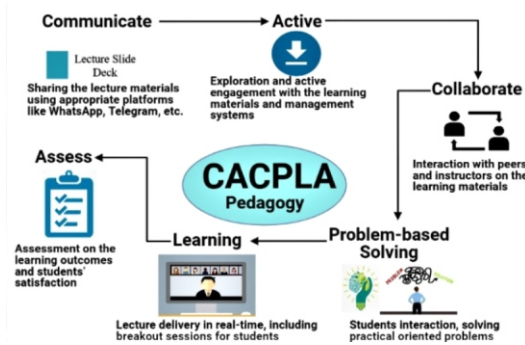 Communicate
Lecture Slide
Deck
Sharing the lecture materials
using appropriate platforms
like WhatsApp, Telegram, etc.
Active
Exploration and active
engagement with the learning
materials and management
systems
Collaborate
Interaction with peers
and instructors on the
learning materials
CACPLA
Pedagogy
Problem-based
Solving
PROBLEM
Students interaction, solving
practical oriented problems
Learning
Lecture delivery in real-time, including
breakout sessions for students
Assess
Assessment on the
learning outcomes
and students'
satisfaction